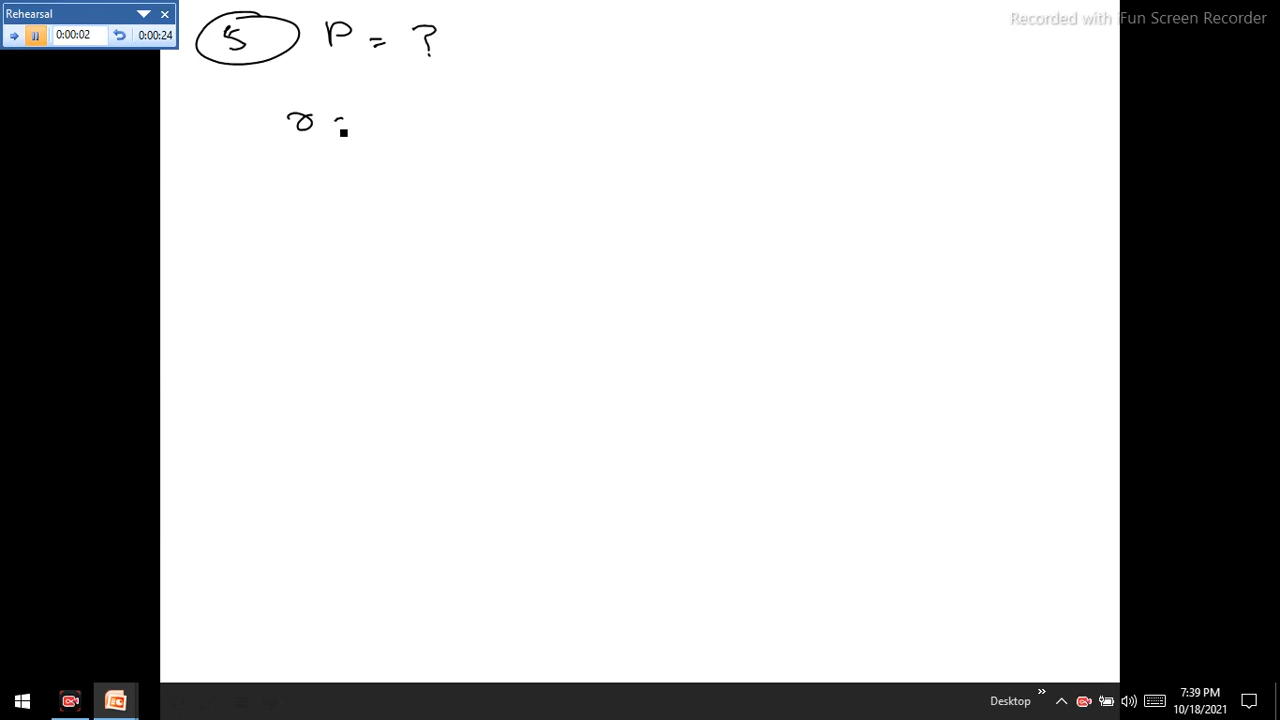 Rehearsal
0:00:02 0:00:24
Recorded with iFun Screen Recorder
5 P = ?
r =
Desktop
7:39 PM
10/18/2021